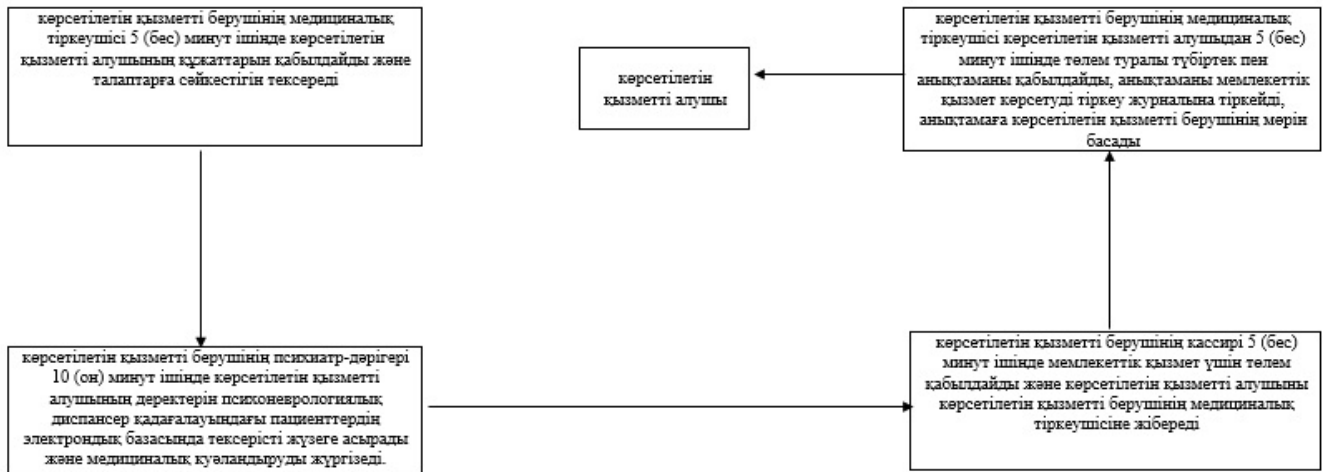 көрсетілетін қызметті берушінің медициналық
тіркеушісі 5 (бес) минут ішінде көрсетілетін
қызметті алушының құжаттарын қабылдайды және
талаптарға сәйкестігін тексереді
көрсетілетін
қызметті алушы
көрсетілетін қызметті берушінің медициналық
тіркеушісі көрсетілетін қызметті алушыдан 5 (бес)
минут ішінде төлем туралы түбіртек пен
анықтаманы қабылдайды, анықтаманы мемлекеттік
қызмет көрсетуді тіркеу журналына тіркейді,
анықтамаға көрсетілетін қызметті берушінің мөрін
басады
көрсетілетін қызметті берушінің психиатр-дәрігері
10 (он) минут ішінде көрсетілетін қызметті
алушының деректерін психоневрологиялық
диспансер қадағалауындағы пациенттердің
электрондық базасында тексерісті жүзеге асырады
және медициналық куәландыруды жүргізеді.
көрсетілетін қызметті берушінің кассирі 5 (бес)
минут ішінде мемлекеттік қызмет үшін төлем
қабылдайды және көрсетілетін қызметті алушыны
көрсетілетін қызметті берушінің медициналық
тіркеушісіне жібереді